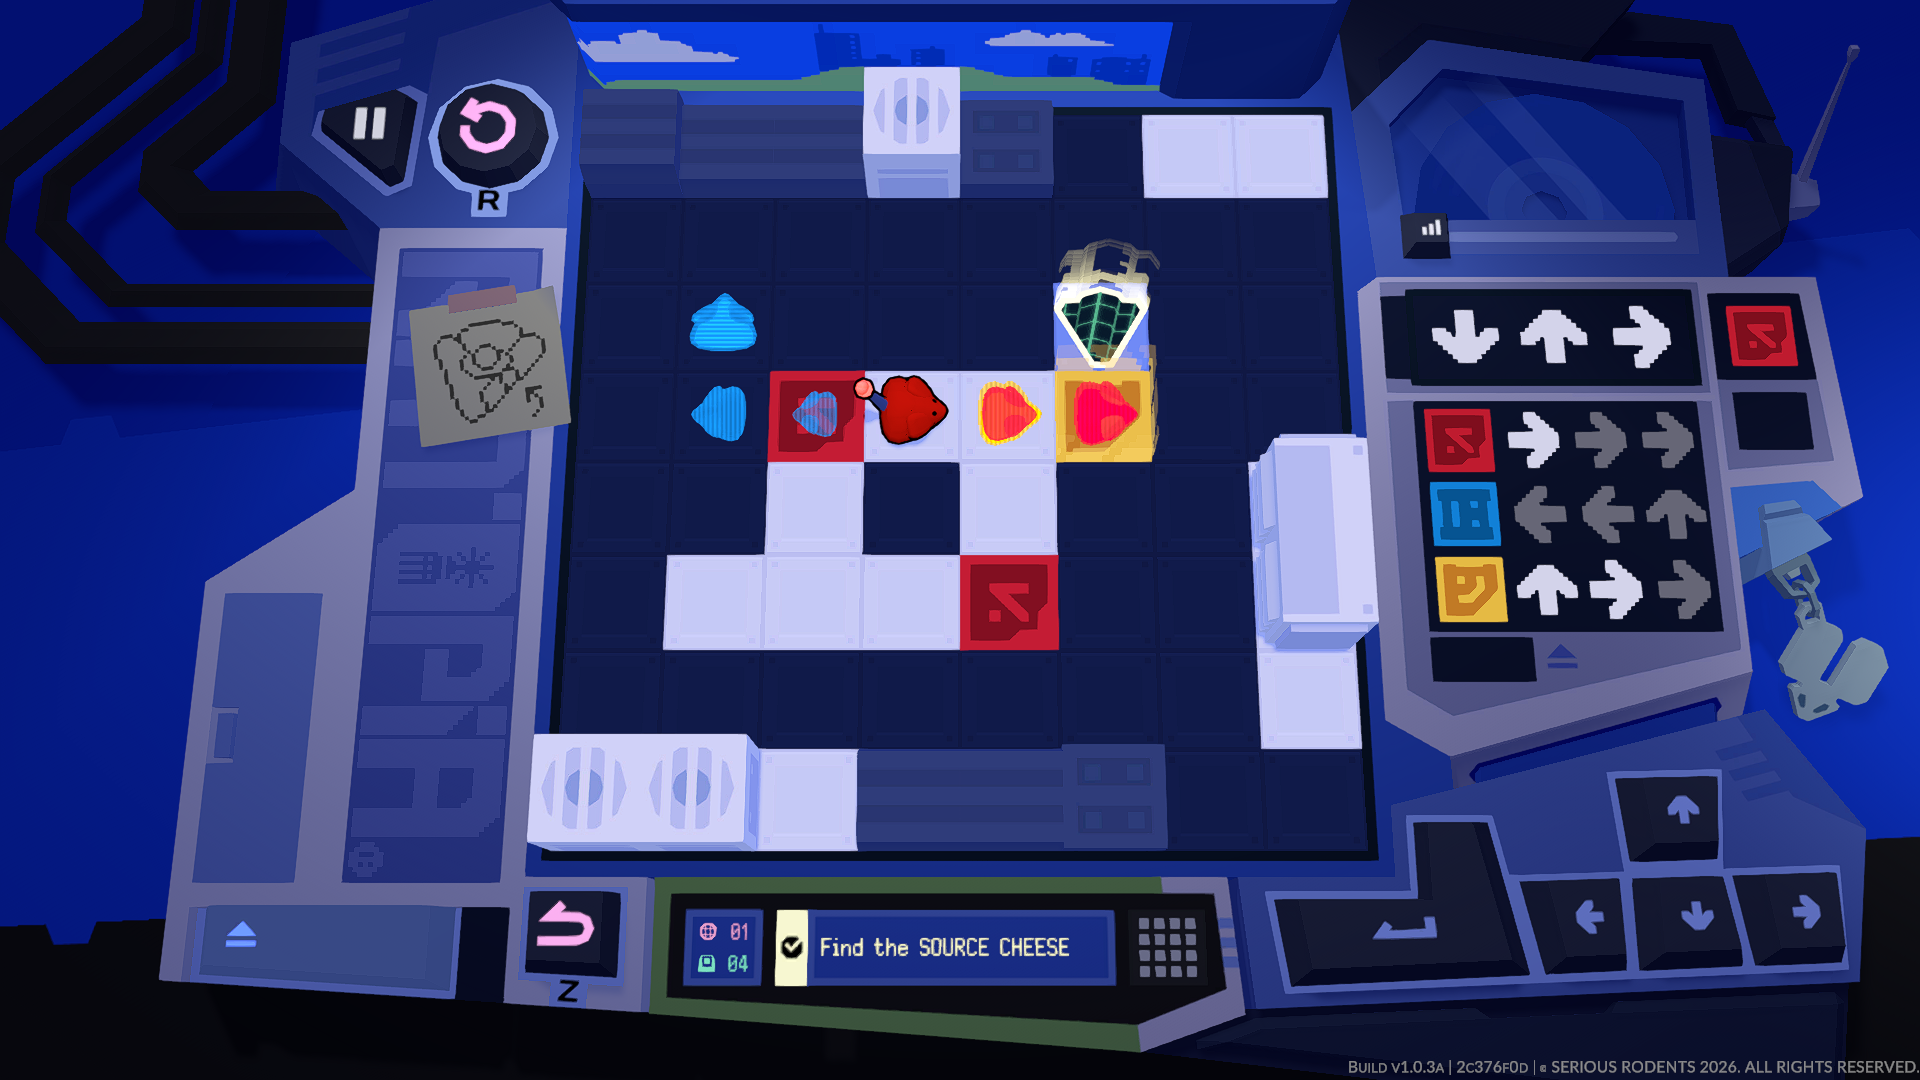 R
01
04
Find the SOURCE CHEESE
Z
BUILD V1.0.3A | 2C376F0D | © SERIOUS RODENTS 2026. ALL RIGHTS RESERVED.